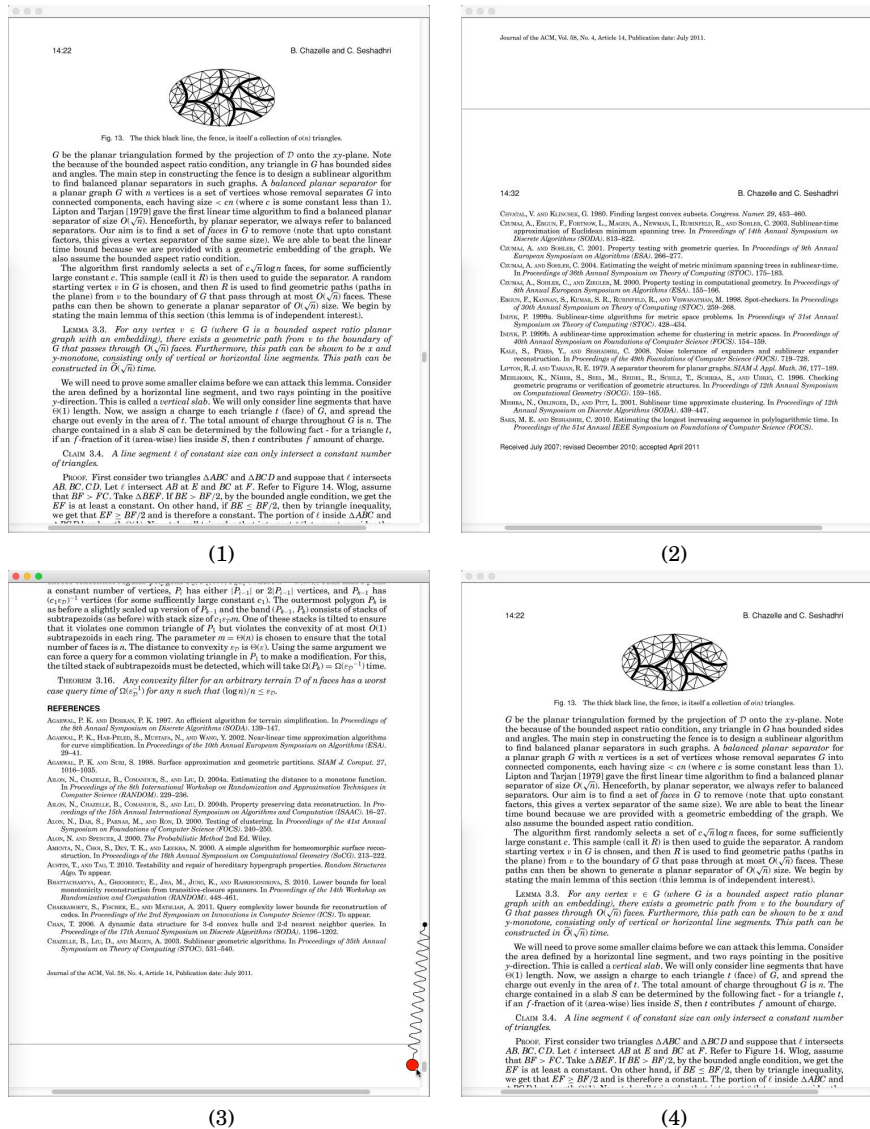 14:22 B. Chazelle and C. Seshadhri
Fig. 13. The thick black line, the fence, is itself a collection of o(n) triangles.
G be the planar triangulation formed by the projection of D onto the xy-plane. Note
the because of the bounded aspect ratio condition, any triangle in G has bounded sides
and angles. The main step in constructing the fence is to design a sublinear algorithm
to find balanced planar separators in such graphs. A balanced planar separator for
a planar graph G with n vertices is a set of vertices whose removal separates G into
connected components, each having size < cn (where c is some constant less than 1).
Lipton and Tarjan [1979] gave the first linear time algorithm to find a balanced planar
separator of size O(√n). Henceforth, by planar seperator, we always refer to balanced
separators. Our aim is to find a set of faces in G to remove (note that upto constant
factors, this gives a vertex separator of the same size). We are able to beat the linear
time bound because we are provided with a geometric embedding of the graph. We
also assume the bounded aspect ratio condition.
The algorithm first randomly selects a set of c√n log n faces, for some sufficiently
large constant c. This sample (call it R) is then used to guide the separator. A random
starting vertex v in G is chosen, and then R is used to find geometric paths (paths in
the plane) from v to the boundary of G that pass through at most O(√n) faces. These
paths can then be shown to generate a planar separator of Õ(√n) size. We begin by
stating the main lemma of this section (this lemma is of independent interest).
LEMMA 3.3. For any vertex v ∈ G (where G is a bounded aspect ratio planar
graph with an embedding), there exists a geometric path from v to the boundary of
G that passes through O(√n) faces. Furthermore, this path can be shown to be x and
y-monotone, consisting only of vertical or horizontal line segments. This path can be
constructed in Õ(√n) time.
We will need to prove some smaller claims before we can attack this lemma. Consider
the area defined by a horizontal line segment, and two rays pointing in the positive
y-direction. This is called a vertical slab. We will only consider line segments that have
Θ(1) length. Now, we assign a charge to each triangle t (face) of G, and spread the
charge out evenly in the area of t. The total amount of charge throughout G is n. The
charge contained in a slab S can be determined by the following fact - for a triangle t,
if an f-fraction of it (area-wise) lies inside S, then t contributes f amount of charge.
CLAIM 3.4. A line segment ℓ of constant size can only intersect a constant number
of triangles.
PROOF. First consider two triangles ΔABC and ΔBCD and suppose that ℓ intersects
AB, BC, CD. Let ℓ intersect AB at E and BC at F. Refer to Figure 14. Wlog, assume
that BF > FC. Take ΔBEF. If BE > BF/2, by the bounded angle condition, we get the
EF is at least a constant. On other hand, if BE ≤ BF/2, then by triangle inequality,
we get that EF ≥ BF/2 and is therefore a constant. The portion of ℓ inside ΔABC and
(1)
Journal of the ACM, Vol. 58, No. 4, Article 14, Publication date: July 2011.
14:32 B. Chazelle and C. Seshadhri
CHVATAL, V. AND KLINCSEK, G. 1980. Finding largest convex subsets. Congress. Numer. 29, 453–460.
CZUMAJ, A., ERGUN, F., FORTNOW, L., MAGEN, A., NEWMAN, I., RUBINFELD, R., AND SOHLER, C. 2003. Sublinear-time
approximation of Euclidean minimum spanning tree. In Proceedings of 14th Annual Symposium on
Discrete Algorithms (SODA). 813–822.
CZUMAJ, A. AND SOHLER, C. 2001. Property testing with geometric queries. In Proceedings of 9th Annual
European Symposium on Algorithms (ESA). 266–277.
CZUMAJ, A. AND SOHLER, C. 2004. Estimating the weight of metric minimum spanning trees in sublinear-time.
In Proceedings of 36th Annual Symposium on Theory of Computing (STOC). 175–183.
CZUMAJ, A., SOHLER, C., AND ZIEGLER, M. 2000. Property testing in computational geometry. In Proceedings of
8th Annual European Symposium on Algorithms (ESA). 155–166.
ERGUN, F., KANNAN, S., KUMAR, S. R., RUBINFELD, R., AND VISWANATHAN, M. 1998. Spot-checkers. In Proceedings
of 30th Annual Symposium on Theory of Computing (STOC). 259–268.
INDYK, P. 1999a. Sublinear-time algorithms for metric space problems. In Proceedings of 31st Annual
Symposium on Theory of Computing (STOC). 428–434.
INDYK, P. 1999b. A sublinear-time approximation scheme for clustering in metric spaces. In Proceedings of
40th Annual Symposium on Foundations of Computer Science (FOCS). 154–159.
KALE, S., PERES, Y., AND SESHADHRI, C. 2008. Noise tolerance of expanders and sublinear expander
reconstruction. In Proceedings of the 49th Foundations of Computer Science (FOCS). 719–728.
LIPTON, R. J. AND TARJAN, R. E. 1979. A separator theorem for planar graphs. SIAM J. Appl. Math. 36, 177–189.
MEHLHORN, K., NÄHER, S., SEEL, M., SEIDEL, R., SCHILZ, T., SCHIRRA, S., AND UHRIG, C. 1996. Checking
geometric programs or verification of geometric structures. In Proceedings of 12th Annual Symposium
on Computational Geometry (SOCG). 159–165.
MISHRA, N., OBLINGER, D., AND PITT, L. 2001. Sublinear time approximate clustering. In Proceedings of 12th
Annual Symposium on Discrete Algorithms (SODA). 439–447.
SAKS, M. E. AND SESHADHRI, C. 2010. Estimating the longest increasing sequence in polylogarithmic time. In
Proceedings of the 51st Annual IEEE Symposium on Foundations of Computer Science (FOCS).
Received July 2007; revised December 2010; accepted April 2011
(2)
a constant number of vertices, Pᵢ has either |Pᵢ₋₁| or 2|Pᵢ₋₁| vertices, and Pₖ₋₁ has
(c₁ε_D)⁻¹ vertices (for some sufficently large constant c₁). The outermost polygon Pₖ is
as before a slightly scaled up version of Pₖ₋₁ and the band (Pₖ₋₁, Pₖ) consists of stacks of
subtrapezoids (as before) with stack size of c₁ε_D m. One of these stacks is tilted to ensure
that it violates one common triangle of P₁ but violates the convexity of at most O(1)
subtrapezoids in each ring. The parameter m = Θ(n) is chosen to ensure that the total
number of faces is n. The distance to convexity ε_D is Θ(ε). Using the same argument we
can force a query for a common violating triangle in P₁ to make a modification. For this,
the tilted stack of subtrapezoids must be detected, which will take Ω(Pₖ) = Ω(ε_D⁻¹) time.
THEOREM 3.16. Any convexity filter for an arbitrary terrain D of n faces has a worst
case query time of Ω(ε_D⁻¹) for any n such that (log n)/n ≤ ε_D.
REFERENCES
AGARWAL, P. K. AND DESIKAN, P. K. 1997. An efficient algorithm for terrain simplification. In Proceedings of
the 8th Annual Symposium on Discrete Algorithms (SODA). 139–147.
AGARWAL, P. K., HAR-PELED, S., MUSTAFA, N., AND WANG, Y. 2002. Near-linear time approximation algorithms
for curve simplification. In Proceedings of the 10th Annual European Symposium on Algorithms (ESA).
29–41.
AGARWAL, P. K. AND SURI, S. 1998. Surface approximation and geometric partitions. SIAM J. Comput. 27,
1016–1035.
AILON, N., CHAZELLE, B., COMANDUR, S., AND LIU, D. 2004a. Estimating the distance to a monotone function.
In Proceedings of the 8th International Workshop on Randomization and Approximation Techniques in
Computer Science (RANDOM). 229–236.
AILON, N., CHAZELLE, B., COMANDUR, S., AND LIU, D. 2004b. Property preserving data reconstruction. In Pro-
ceedings of the 15th Annual International Symposium on Algorithms and Computation (ISAAC). 16–27.
ALON, N., DAR, S., PARNAS, M., AND RON, D. 2000. Testing of clustering. In Proceedings of the 41st Annual
Symposium on Foundations of Computer Science (FOCS). 240–250.
ALON, N. AND SPENCER, J. 2000. The Probabilistic Method 2nd Ed. Wiley.
AMENTA, N., CHOI, S., DEY, T. K., AND LEEKHA, N. 2000. A simple algorithm for homeomorphic surface recon-
struction. In Proceedings of the 16th Symposium on Computational Geometry (SoCG). 213–222.
AUSTIN, T., AND TAO, T. 2010. Testability and repair of hereditary hypergraph properties. Random Structures
Algo. To appear.
BHATTACHARYYA, A., GRIGORESCU, E., JHA, M., JUNG, K., AND RASKHODNIKOVA, S. 2010. Lower bounds for local
monotonicity reconstruction from transitive-closure spanners. In Proceedings of the 14th Workshop on
Randomization and Computation (RANDOM). 448–461.
CHAKRABORTY, S., FISCHER, E., AND MATSLIAH, A. 2011. Query complexity lower bounds for reconstruction of
codes. In Proceedings of the 2nd Symposium on Innovations in Computer Science (ICS). To appear.
CHAN, T. 2006. A dynamic data structure for 3-d convex hulls and 2-d nearest neighbor queries. In
Proceedings of the 17th Annual Symposium on Discrete Algorithms (SODA). 1196–1202.
CHAZELLE, B., LIU, D., AND MAGEN, A. 2003. Sublinear geometric algorithms. In Proceedings of 35th Annual
Symposium on Theory of Computing (STOC). 531–540.
Journal of the ACM, Vol. 58, No. 4, Article 14, Publication date: July 2011.
(3)
14:22 B. Chazelle and C. Seshadhri
Fig. 13. The thick black line, the fence, is itself a collection of o(n) triangles.
G be the planar triangulation formed by the projection of D onto the xy-plane. Note
the because of the bounded aspect ratio condition, any triangle in G has bounded sides
and angles. The main step in constructing the fence is to design a sublinear algorithm
to find balanced planar separators in such graphs. A balanced planar separator for
a planar graph G with n vertices is a set of vertices whose removal separates G into
connected components, each having size < cn (where c is some constant less than 1).
Lipton and Tarjan [1979] gave the first linear time algorithm to find a balanced planar
separator of size O(√n). Henceforth, by planar seperator, we always refer to balanced
separators. Our aim is to find a set of faces in G to remove (note that upto constant
factors, this gives a vertex separator of the same size). We are able to beat the linear
time bound because we are provided with a geometric embedding of the graph. We
also assume the bounded aspect ratio condition.
The algorithm first randomly selects a set of c√n log n faces, for some sufficiently
large constant c. This sample (call it R) is then used to guide the separator. A random
starting vertex v in G is chosen, and then R is used to find geometric paths (paths in
the plane) from v to the boundary of G that pass through at most O(√n) faces. These
paths can then be shown to generate a planar separator of Õ(√n) size. We begin by
stating the main lemma of this section (this lemma is of independent interest).
LEMMA 3.3. For any vertex v ∈ G (where G is a bounded aspect ratio planar
graph with an embedding), there exists a geometric path from v to the boundary of
G that passes through O(√n) faces. Furthermore, this path can be shown to be x and
y-monotone, consisting only of vertical or horizontal line segments. This path can be
constructed in Õ(√n) time.
We will need to prove some smaller claims before we can attack this lemma. Consider
the area defined by a horizontal line segment, and two rays pointing in the positive
y-direction. This is called a vertical slab. We will only consider line segments that have
Θ(1) length. Now, we assign a charge to each triangle t (face) of G, and spread the
charge out evenly in the area of t. The total amount of charge throughout G is n. The
charge contained in a slab S can be determined by the following fact - for a triangle t,
if an f-fraction of it (area-wise) lies inside S, then t contributes f amount of charge.
CLAIM 3.4. A line segment ℓ of constant size can only intersect a constant number
of triangles.
PROOF. First consider two triangles ΔABC and ΔBCD and suppose that ℓ intersects
AB, BC, CD. Let ℓ intersect AB at E and BC at F. Refer to Figure 14. Wlog, assume
that BF > FC. Take ΔBEF. If BE > BF/2, by the bounded angle condition, we get the
EF is at least a constant. On other hand, if BE ≤ BF/2, then by triangle inequality,
we get that EF ≥ BF/2 and is therefore a constant. The portion of ℓ inside ΔABC and
(4)